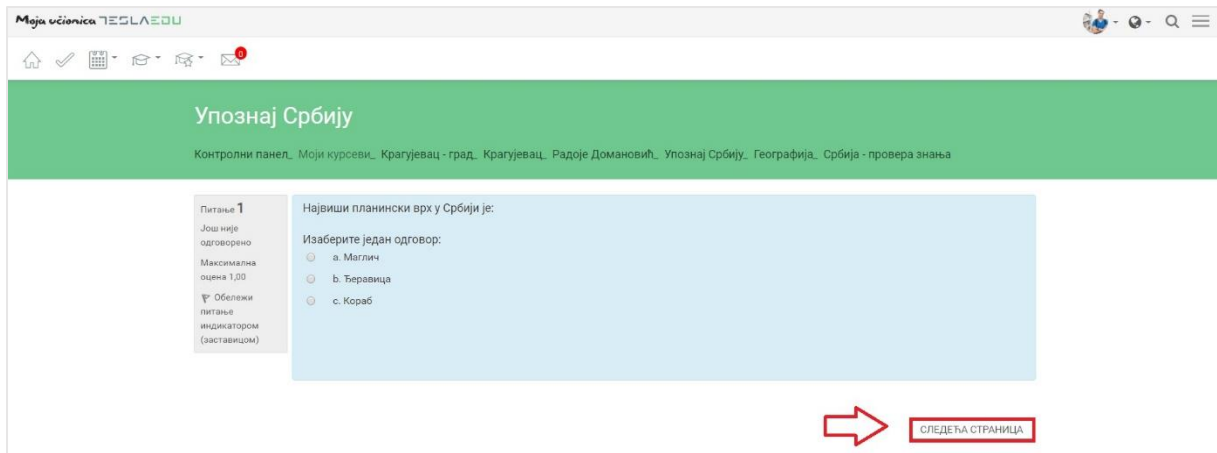 Moja učionica TESLAEDU
0
Упознај Србију
Контролни панел_ Моји курсеви_ Крагујевац - град_ Крагујевац_ Радоје Домановић_ Упознај Србију_ Географија_ Србија - провера знања
Питање 1
Још није
одговорено
Максимална
оцена 1,00
Обележи
питање
индикатором
(заставицом)
Највиши планински врх у Србији је:
Изаберите један одговор:
a. Маглич
b. Ђеравица
c. Кораб
СЛЕДЕЋА СТРАНИЦА